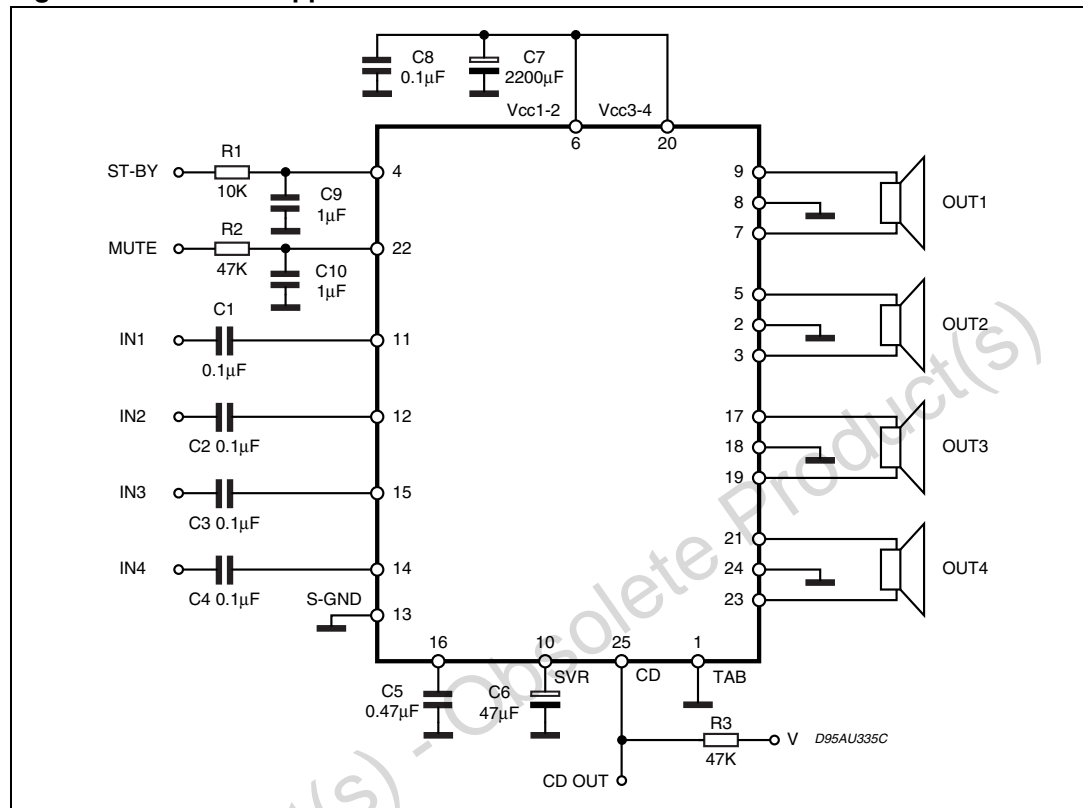 C8
0.1µF
C7
2200µF
Vcc1-2
Vcc3-4
6
20
ST-BY
R1
10K
4
C9
1µF
MUTE
R2
47K
22
C10
1µF
IN1
C1
0.1µF
11
IN2
C2 0.1µF
12
IN3
C3 0.1µF
15
IN4
C4 0.1µF
14
S-GND
13
9
8
7
OUT1
5
2
3
OUT2
17
18
19
OUT3
21
24
23
OUT4
16
10
25
1
SVR
CD
TAB
C5
0.47µF
C6
47µF
R3
47K
V
D95AU335C
CD OUT
- Obsolete Product(s)